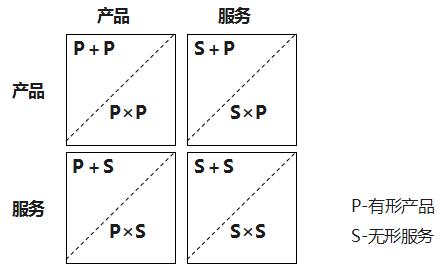 产品 服务
产品
P + P
P×P
S + P
S×P
服务
P + S
P×S
S + S
S×S
P-有形产品
S-无形服务